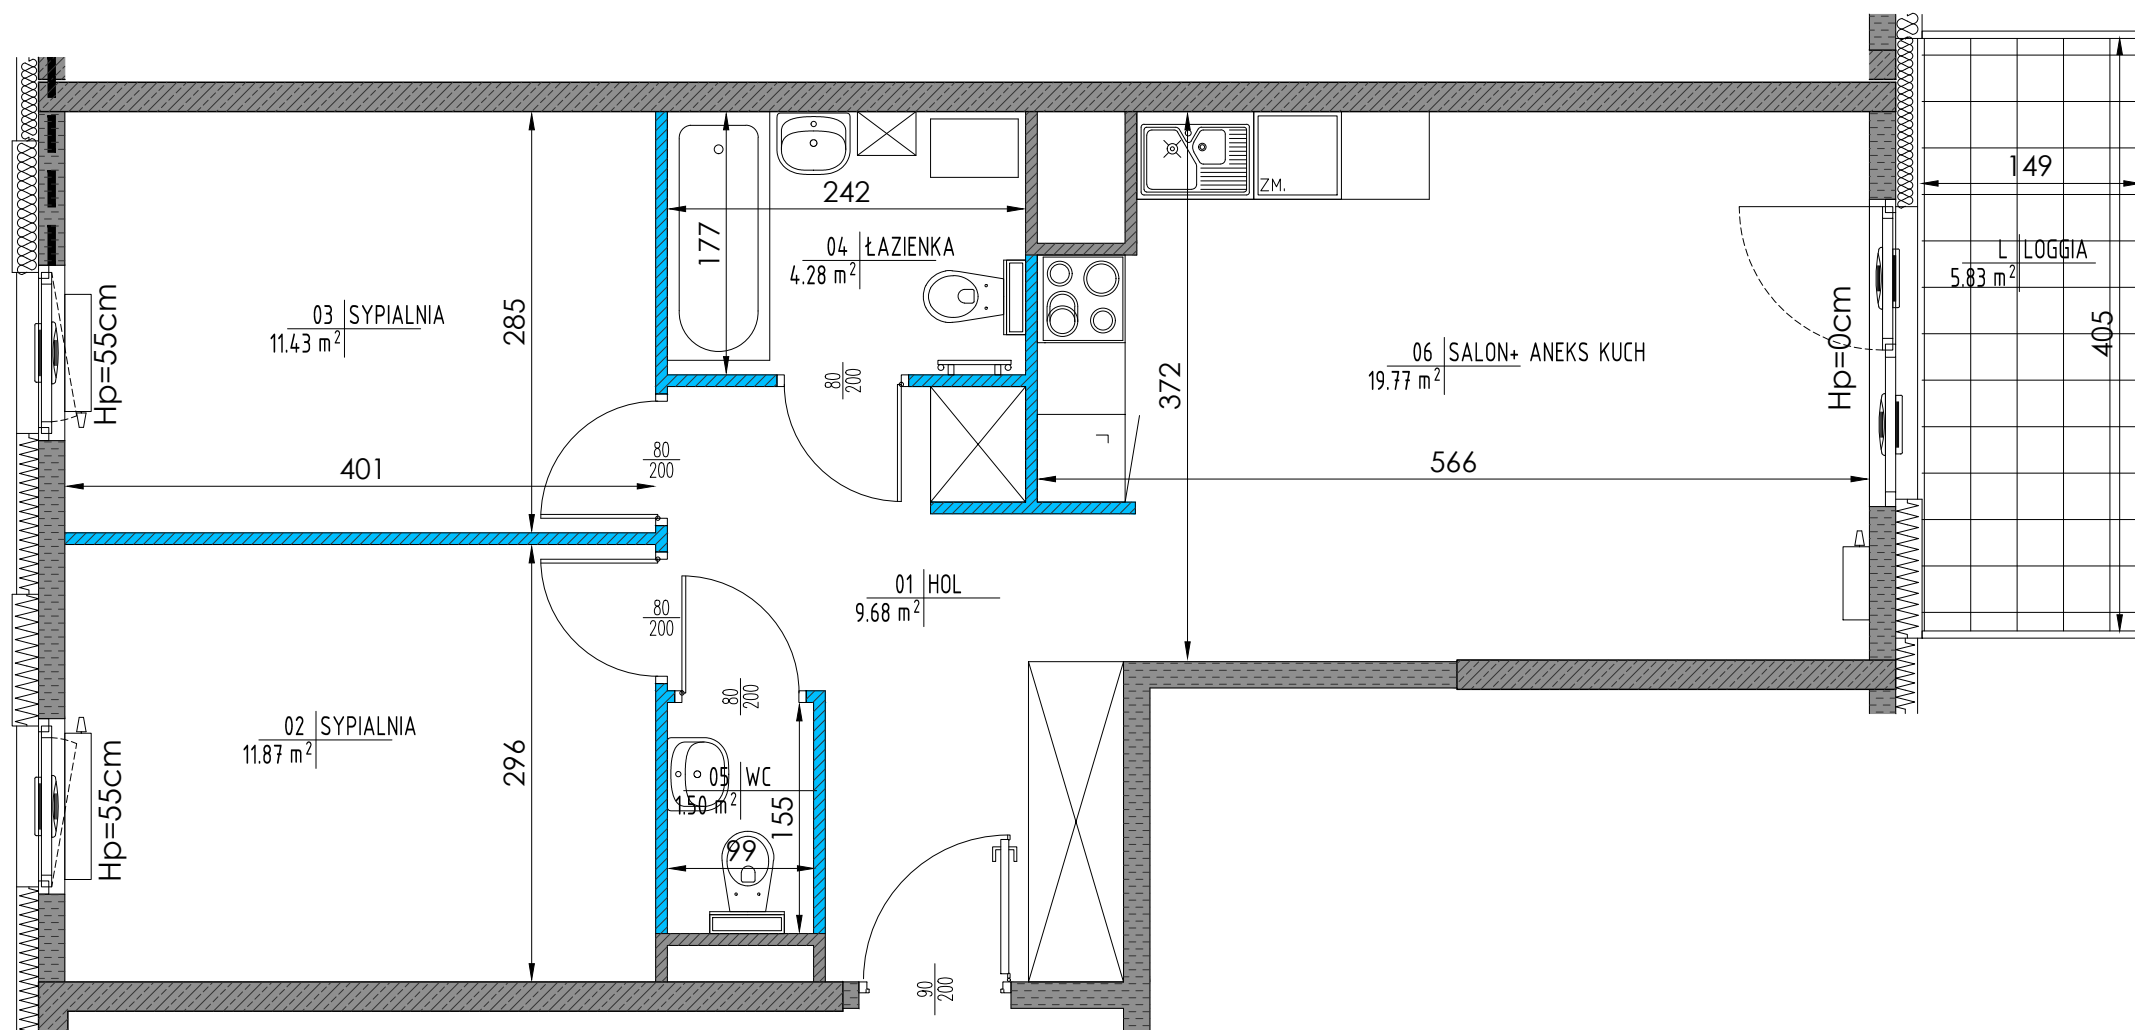 03 SYPIALNIA
11.43 m²
285
401
Hp=55cm
242
177
04 ŁAZIENKA
4.28 m²
80
200
ZM.
372
06 SALON+ ANEKS KUCH
19.77 m²
566
Hp=0cm
149
L LOGGIA
5.83 m²
405
80
200
80
200
01 HOL
9.68 m²
02 SYPIALNIA
11.87 m²
296
Hp=55cm
80
200
05 WC
1.50 m²
155
99
90
200